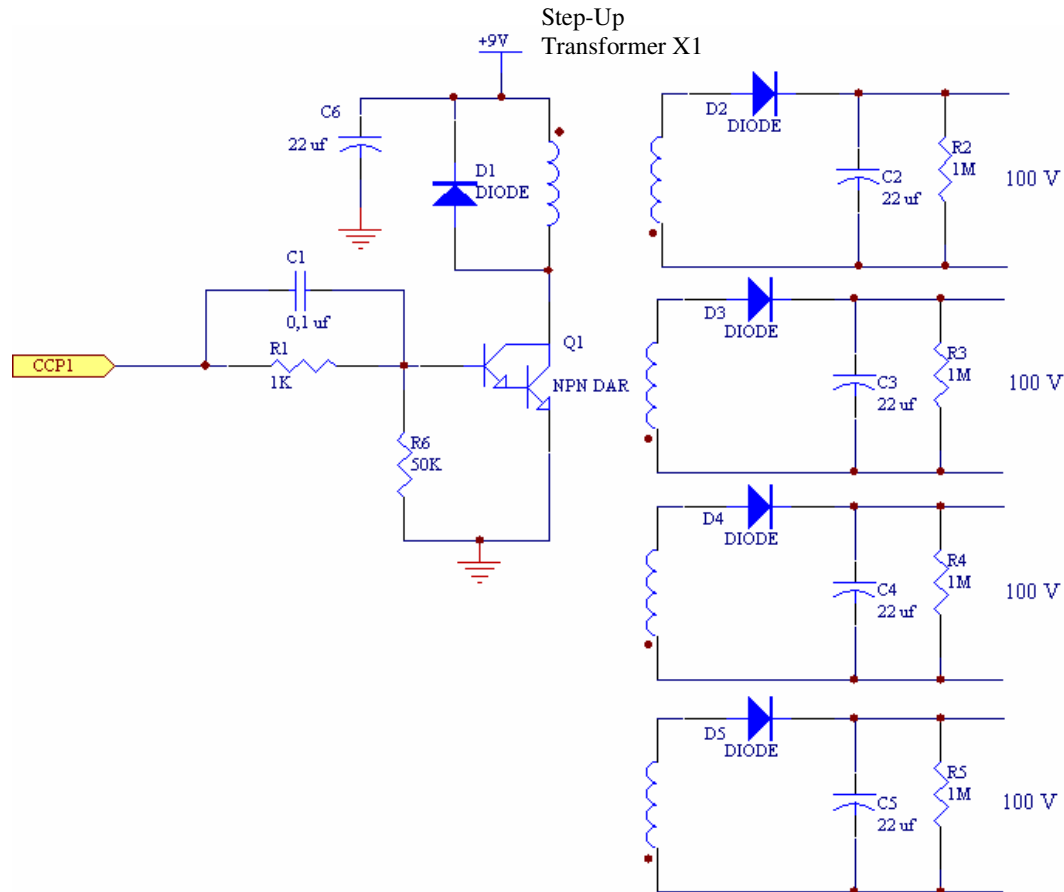 Step-Up
Transformer X1
+9V
C6
22 uf
D1
DIODE
C1
0,1 uf
CCP1
R1
1K
Q1
NPN DAR
R6
50K
D2
DIODE
C2
22 uf
R2
1M
100 V
D3
DIODE
C3
22 uf
R3
1M
100 V
D4
DIODE
C4
22 uf
R4
1M
100 V
D5
DIODE
C5
22 uf
R5
1M
100 V